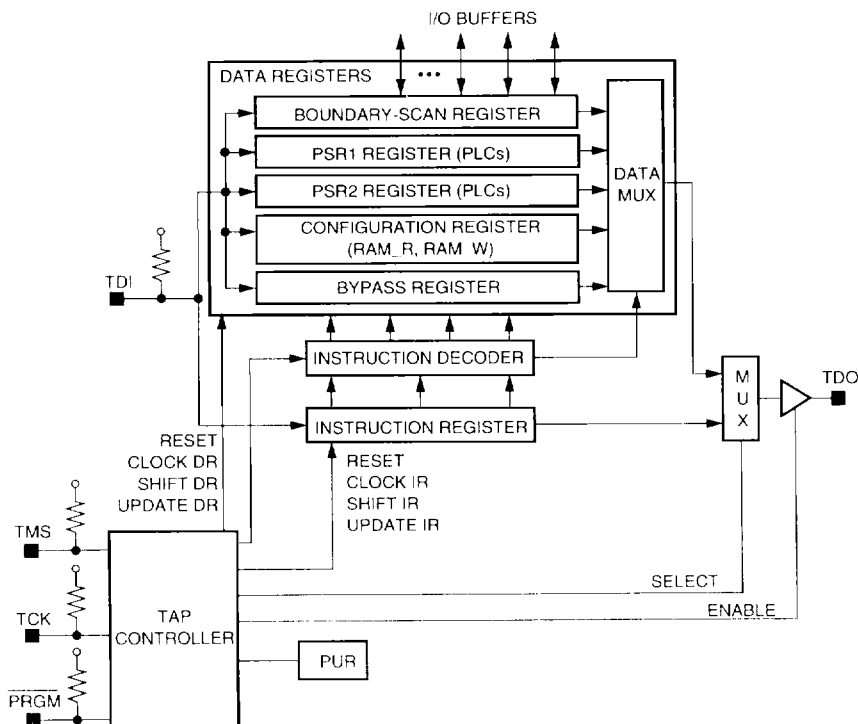 I/O BUFFERS
DATA REGISTERS
•••
BOUNDARY-SCAN REGISTER
PSR1 REGISTER (PLCs)
PSR2 REGISTER (PLCs)
CONFIGURATION REGISTER
(RAM_R, RAM_W)
BYPASS REGISTER
DATA
MUX
TDI
INSTRUCTION DECODER
INSTRUCTION REGISTER
M
U
X
TDO
RESET
CLOCK DR
SHIFT DR
UPDATE DR
RESET
CLOCK IR
SHIFT IR
UPDATE IR
TMS
TCK
PRGM
TAP
CONTROLLER
SELECT
ENABLE
PUR